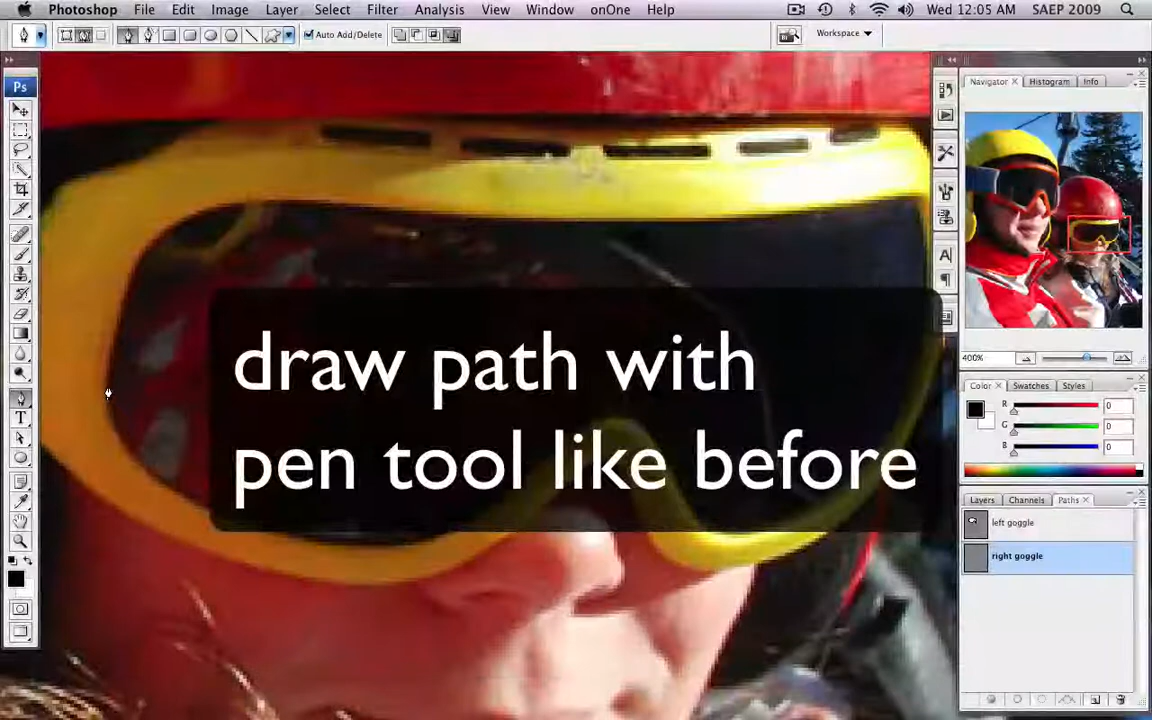 Photoshop File Edit Image Layer Select Filter Analysis View Window onOne Help Wed 12:05 AM SAEP 2009
Auto Add/Delete Workspace
Ps
Navigator Histogram Info
400%
Color Swatches Styles
R 0
G 0
B 0
Layers Channels Paths
left goggle
right goggle
draw path with
pen tool like before